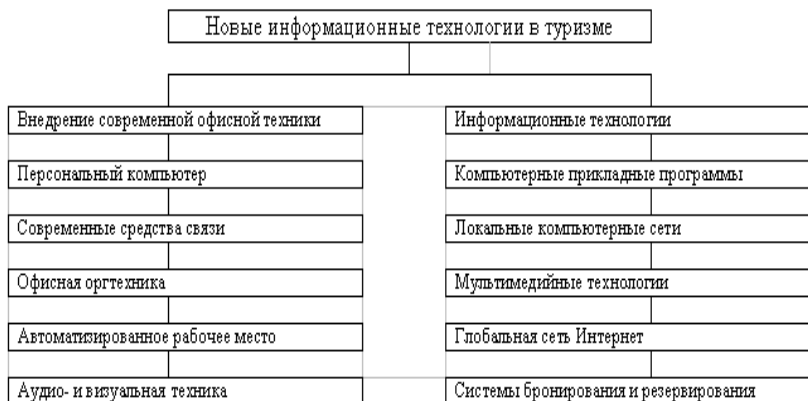 Новые информационные технологии в туризме
Внедрение современной офисной техники
Персональный компьютер
Современные средства связи
Офисная оргтехника
Автоматизированное рабочее место
Аудио- и визуальная техника
Информационные технологии
Компьютерные прикладные программы
Локальные компьютерные сети
Мультимедийные технологии
Глобальная сеть Интернет
Системы бронирования и резервирования